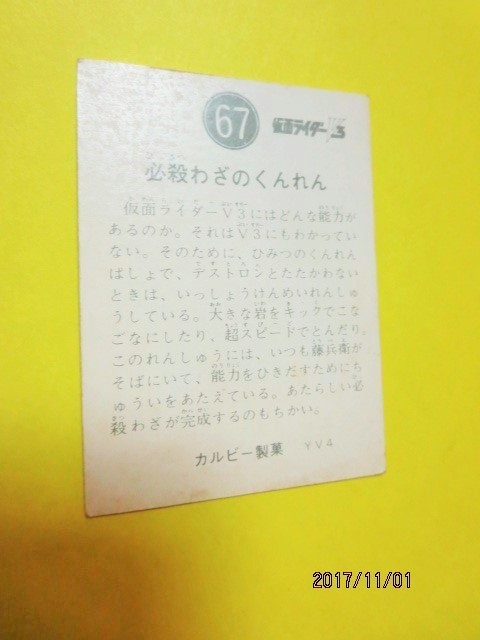 67
仮面ライダーV3
必殺わざのくんれん
仮面ライダーV3にはどんな能力が
あるのか。それはV3にもわかってい
ない。そのために、ひみつのくんれん
ばしょで、デストロンとたたかわない
ときは、いっしょうけんめいれんしゅ
うしている。大きな岩をキックでこな
ごなにしたり、超スピードでとんだり。
このれんしゅうには、いつも藤兵衛が
そばにいて、能力をひきだすためにち
ゅういをあたえている。あたらしい必
殺わざが完成するのもちかい。
カルビー製菓 YV4
2017/11/01